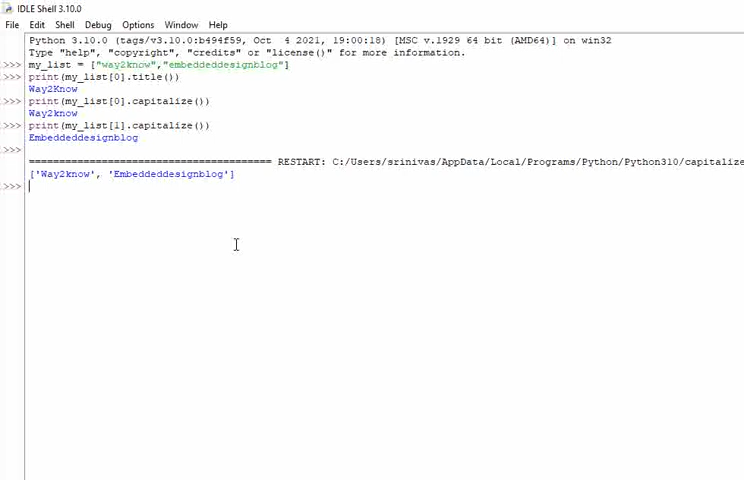 IDLE Shell 3.10.0
File Edit Shell Debug Options Window Help
Python 3.10.0 (tags/v3.10.0:b494f59, Oct  4 2021, 19:00:18) [MSC v.1929 64 bit (AMD64)] on win32
Type "help", "copyright", "credits" or "license()" for more information.
>>> my_list = ["way2know","embeddeddesignblog"]
>>> print(my_list[0].title())
Way2Know
>>> print(my_list[0].capitalize())
Way2know
>>> print(my_list[1].capitalize())
Embeddeddesignblog
>>>
======================================== RESTART: C:/Users/srinivas/AppData/Local/Programs/Python/Python310/capitalize
['Way2know', 'Embeddeddesignblog']
>>>